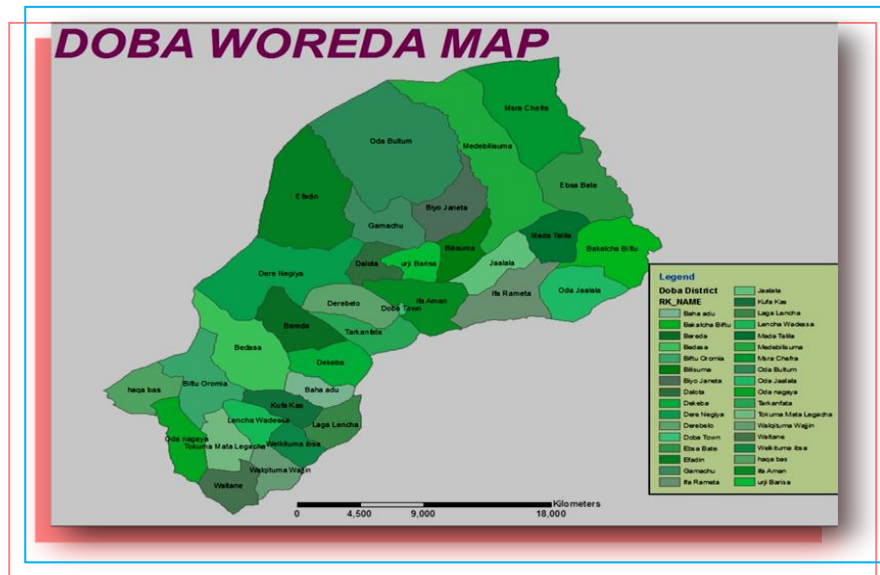 DOBA WOREDA MAP
Msra Chefra
Oda Bultum
Medebilisuma
Ebsa Bate
Efadin
Biyo Janeta
Gamachu
Mada Talila
Bilisuma
Bakalcha Biftu
Dalota
urji Barisa
Jaalala
Dere Negiya
Oda Jaalala
Ifa Rameta
Derebelo
ifa Aman
Doba Town
Bareda
Tarkanfata
Bedasa
Dekeba
Biftu Oromia
haqa bas
Baha adu
Kufa Kas
Lencha Wadessa
Laga Lencha
Oda nagaya
Tokuma Mata Legacha
Welkituma ibsa
Walqituma Wajjin
Waltane
Kilometers
0 4,500 9,000 18,000
Legend
Doba District
RK_NAME
Baha adu
Bakalcha Biftu
Bareda
Bedasa
Biftu Oromia
Bilisuma
Biyo Janeta
Dalota
Dekeba
Dere Negiya
Derebelo
Doba Town
Ebsa Bate
Efadin
Gamachu
Ifa Rameta
Jaalala
Kufa Kas
Laga Lencha
Lencha Wadessa
Mada Talila
Medebilisuma
Msra Chefra
Oda Bultum
Oda Jaalala
Oda nagaya
Tarkanfata
Tokuma Mata Legacha
Walqituma Wajjin
Waltane
Welkituma ibsa
haqa bas
ifa Aman
urji Barisa